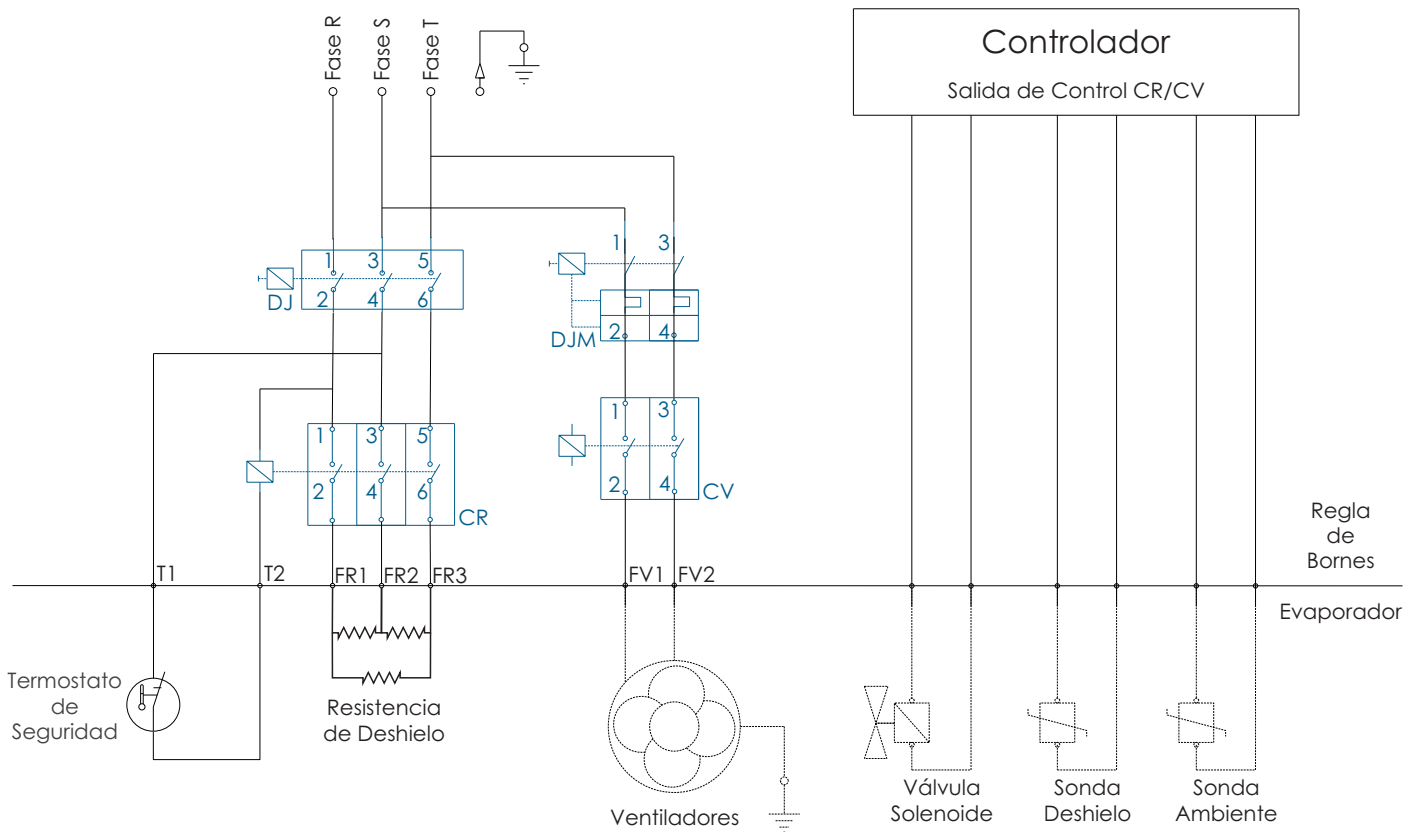 Fase R
Fase S
Fase T
Controlador
Salida de Control CR/CV
1 3 5
2 4 6
DJ
1 3
2 4
DJM
1 3 5
2 4 6
CR
1 3
2 4
CV
Regla
de
Bornes
T1 T2 FR1 FR2 FR3 FV1 FV2
Evaporador
Termostato
de
Seguridad
Resistencia
de Deshielo
Ventiladores
Válvula
Solenoide
Sonda
Deshielo
Sonda
Ambiente